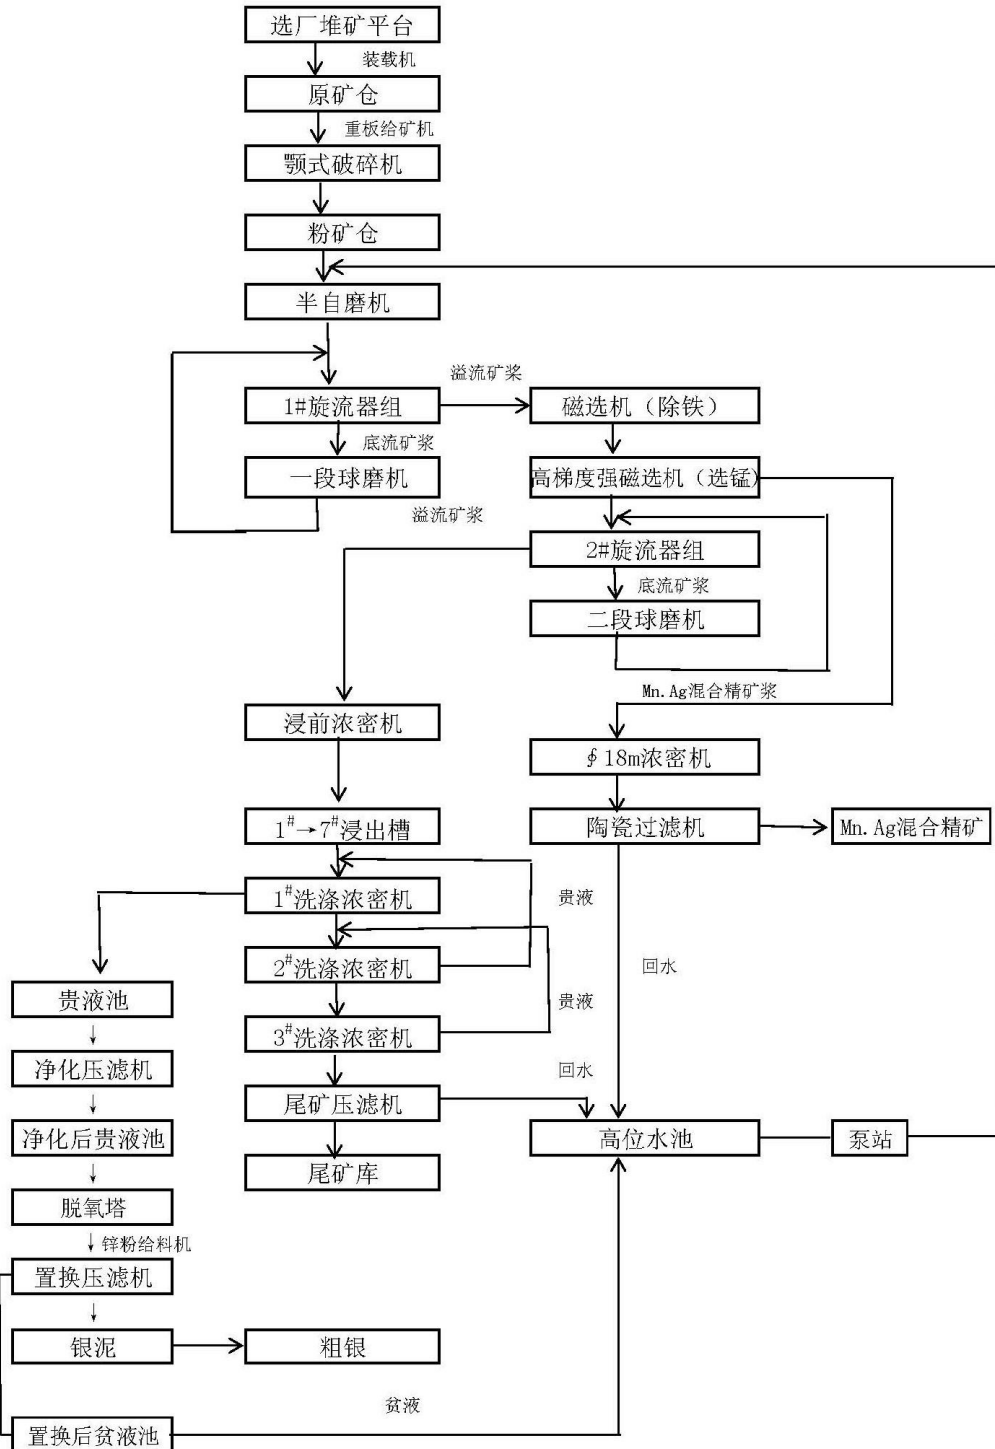 选厂堆矿平台
装载机
原矿仓
重板给矿机
颚式破碎机
粉矿仓
半自磨机
溢流矿桨
1#旋流器组
磁选机（除铁）
底流矿浆
一段球磨机
高梯度强磁选机（选锰）
溢流矿浆
2#旋流器组
底流矿浆
二段球磨机
Mn.Ag混合精矿浆
浸前浓密机
∮18m浓密机
1#→7#浸出槽
陶瓷过滤机
Mn.Ag混合精矿
1#洗涤浓密机
贵液
2#洗涤浓密机
回水
贵液池
贵液
3#洗涤浓密机
净化压滤机
回水
尾矿压滤机
净化后贵液池
高位水池
泵站
尾矿库
脱氧塔
锌粉给料机
置换压滤机
银泥
粗银
贫液
置换后贫液池